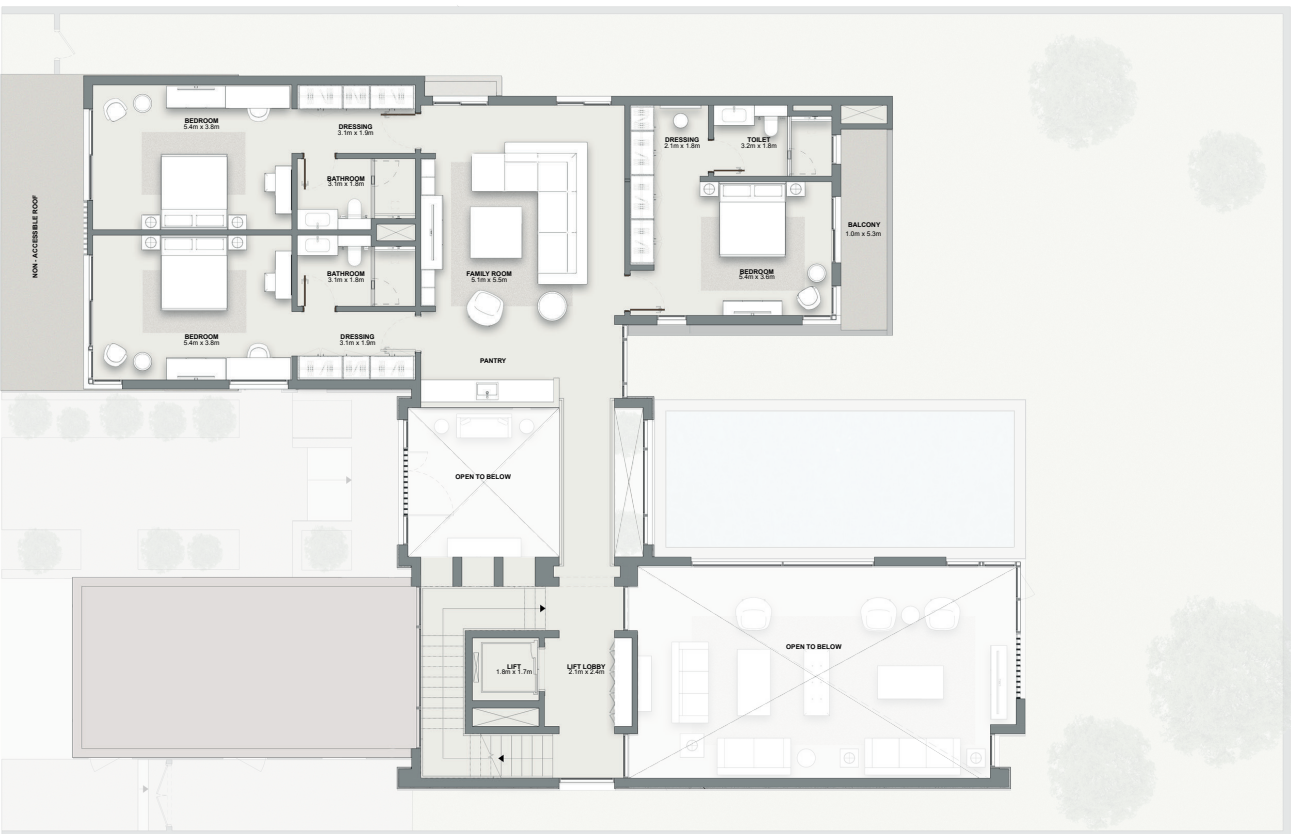 BEDROOM
5.4m x 3.8m
DRESSING
3.1m x 1.9m
DRESSING
2.1m x 1.8m
TOILET
3.2m x 1.8m
BATHROOM
3.1m x 1.8m
NON - ACCESSIBLE ROOF
BALCONY
1.0m x 5.3m
BATHROOM
3.1m x 1.8m
FAMILY ROOM
5.1m x 5.5m
BEDROOM
5.4m x 3.6m
BEDROOM
5.4m x 3.8m
DRESSING
3.1m x 1.9m
PANTRY
OPEN TO BELOW
OPEN TO BELOW
LIFT
1.8m x 1.7m
LIFT LOBBY
2.1m x 2.4m